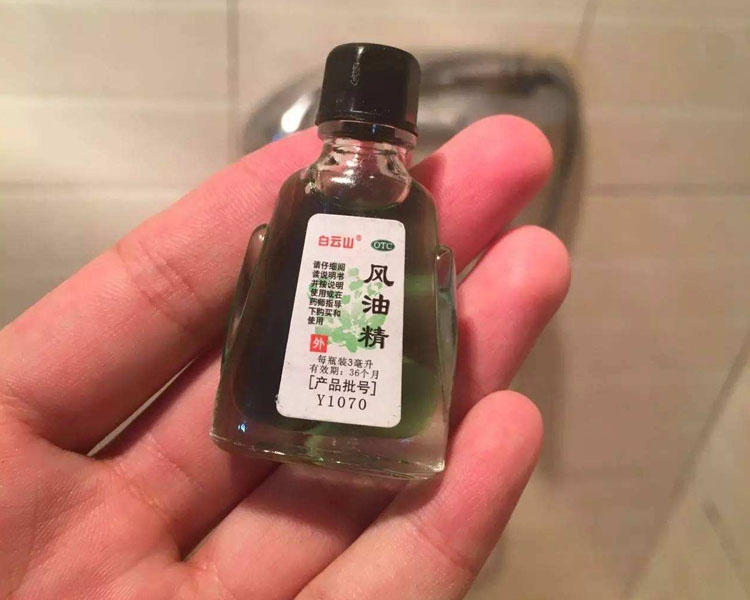 白云山®
OTC
风油精
请仔细阅
读说明书
并按说明
使用或在
药师指导
下购买和
使用
外
每瓶装3毫升
有效期：36个月
[产品批号]
Y1070